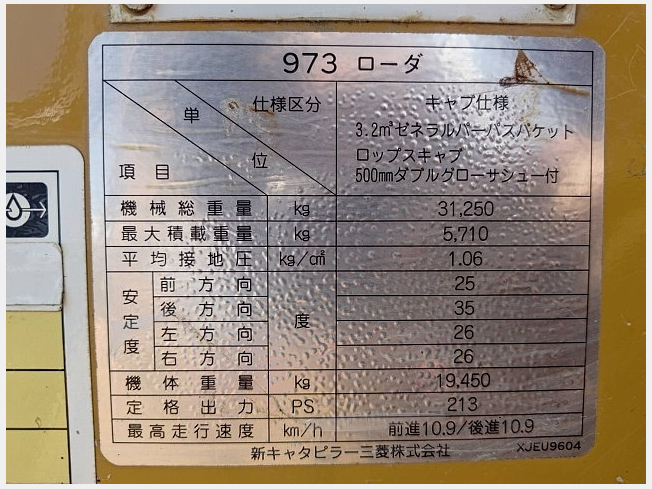 973 ローダ
単 仕様区分
位
項目
キャブ仕様
3.2㎥ゼネラルパーパスバケット
ロップスキャブ
500mmダブルグローサシュー付
機械総重量 kg 31,250
最大積載重量 kg 5,710
平均接地圧 kg/c㎡ 1.06
安定度 度
前方向 25
後方向 35
左方向 26
右方向 26
機体重量 kg 19,450
定格出力 PS 213
最高走行速度 km/h 前進10.9/後進10.9
新キャタピラー三菱株式会社 XJEU9604